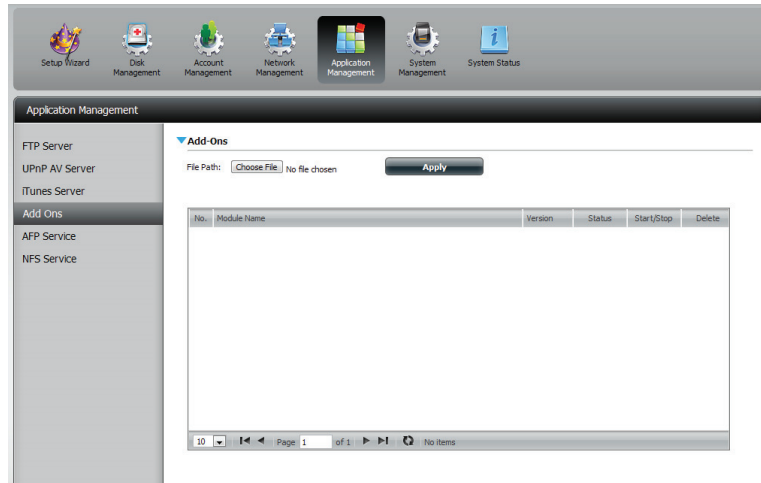 Setup Wizard
Disk Management
Account Management
Network Management
Application Management
System Management
System Status
Application Management
FTP Server
UPnP AV Server
iTunes Server
Add Ons
AFP Service
NFS Service
Add-Ons
File Path: Choose File No file chosen Apply
No. Module Name Version Status Start/Stop Delete
10 Page 1 of 1 No items